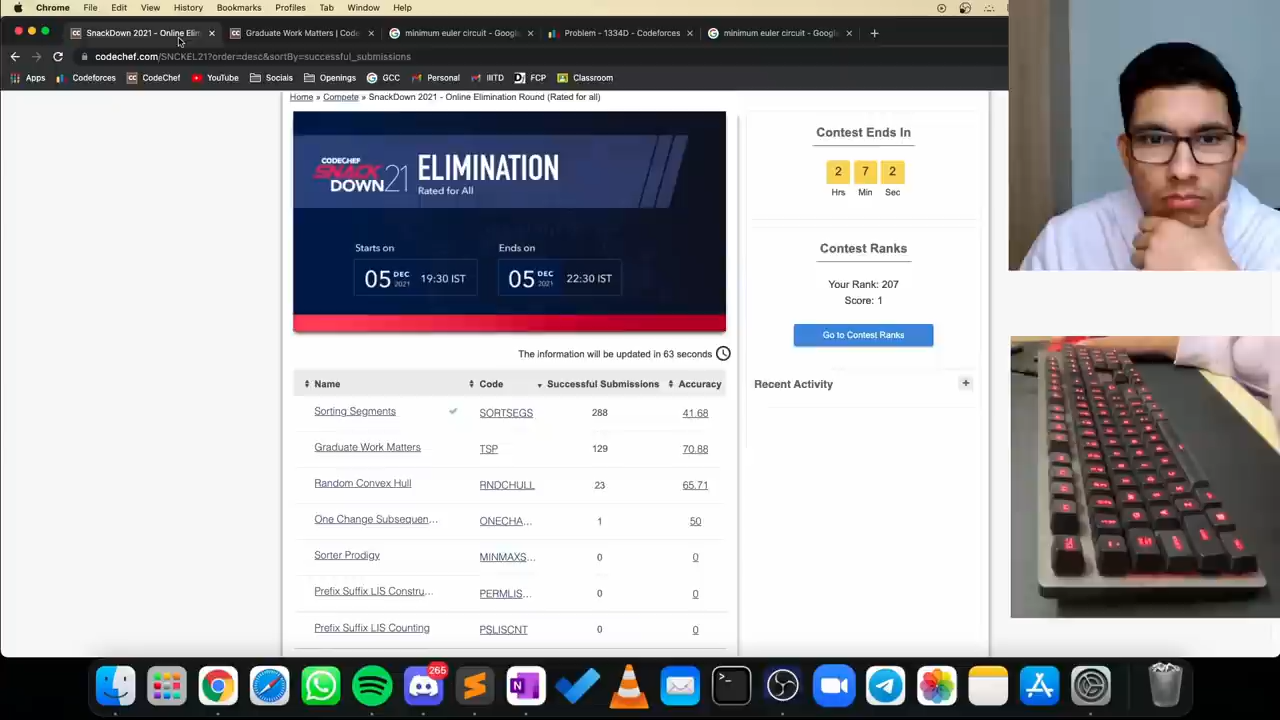 Chrome File Edit View History Bookmarks Profiles Tab Window Help
CC SnackDown 2021 - Online Elim × CC Graduate Work Matters | Cod × minimum euler circuit - Google × Problem - 1334D - Codeforces × minimum euler circuit - Google × +
codechef.com/SNCKEL21?order=desc&sortBy=successful_submissions
Apps Codeforces CC CodeChef YouTube Socials Openings GCC Personal IIITD FCP Classroom
Home » Compete » SnackDown 2021 - Online Elimination Round (Rated for all)
CODECHEF
SNACK
DOWN 21
ELIMINATION
Rated for All
Starts on
05 DEC 2021 19:30 IST
Ends on
05 DEC 2021 22:30 IST
Contest Ends In
2 7 2
Hrs Min Sec
Contest Ranks
Your Rank: 207
Score: 1
Go to Contest Ranks
Recent Activity +
The information will be updated in 63 seconds
Name Code Successful Submissions Accuracy
Sorting Segments SORTSEGS 288 41.68
Graduate Work Matters TSP 129 70.88
Random Convex Hull RNDCHULL 23 65.71
One Change Subsequen... ONECHA... 1 50
Sorter Prodigy MINMAXS... 0 0
Prefix Suffix LIS Constru... PERMLIS... 0 0
Prefix Suffix LIS Counting PSLISCNT 0 0
265